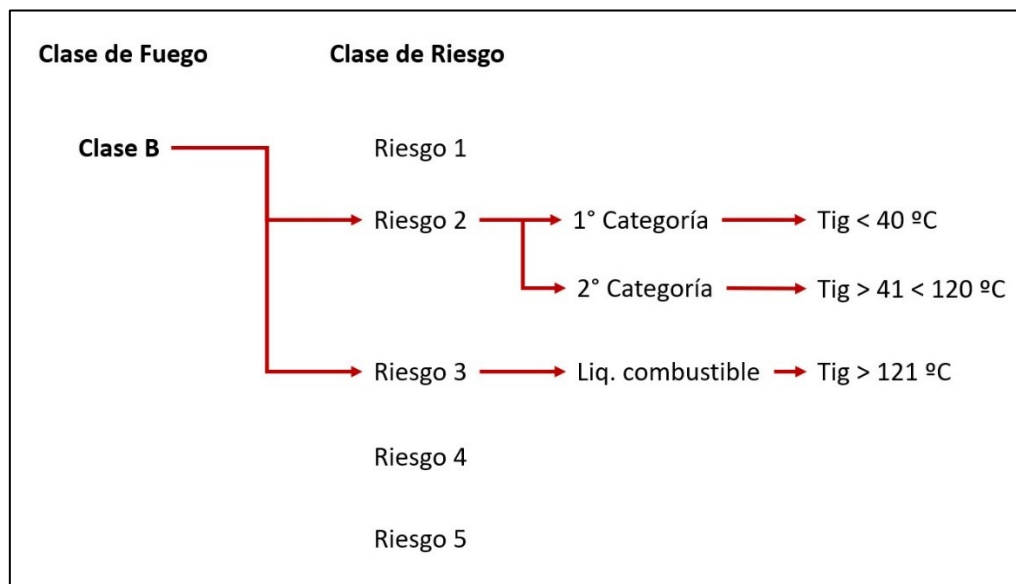 Clase de Fuego Clase de Riesgo
Clase B Riesgo 1
Riesgo 2 1° Categoría Tig < 40 ºC
2° Categoría Tig > 41 < 120 ºC
Riesgo 3 Liq. combustible Tig > 121 ºC
Riesgo 4
Riesgo 5